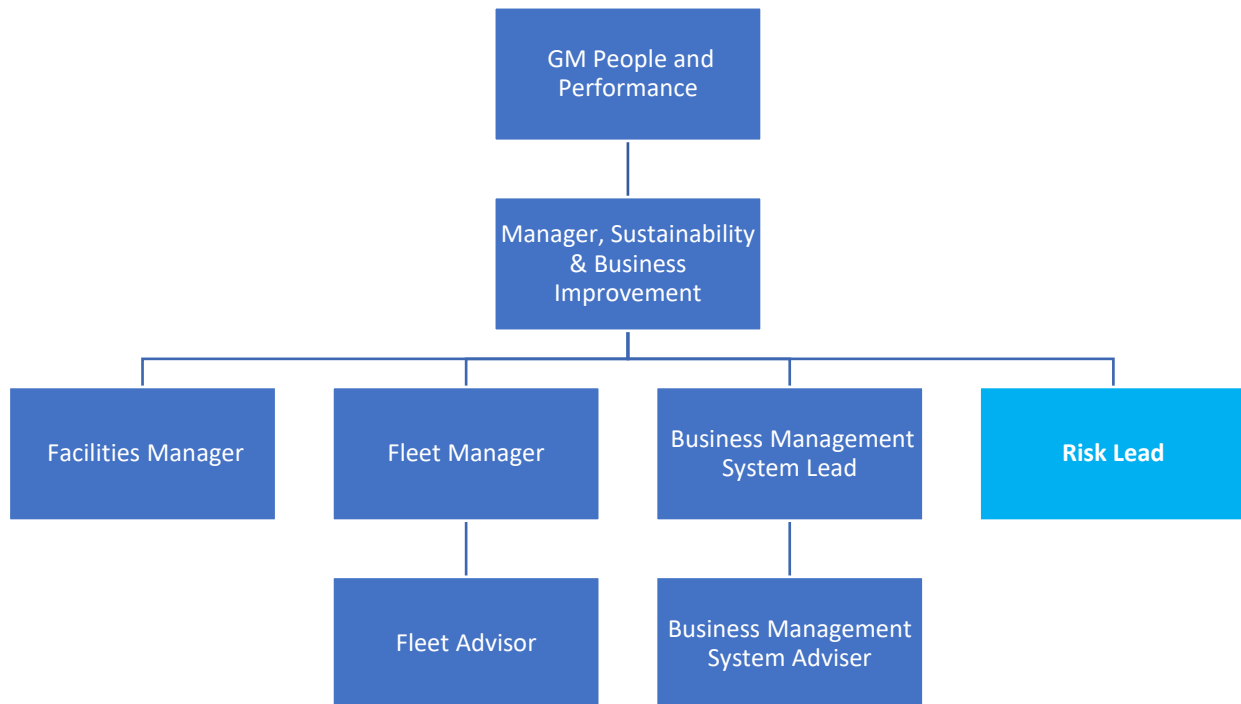 GM People and
Performance
Manager, Sustainability
& Business
Improvement
Facilities Manager
Fleet Manager
Business Management
System Lead
Risk Lead
Fleet Advisor
Business Management
System Adviser